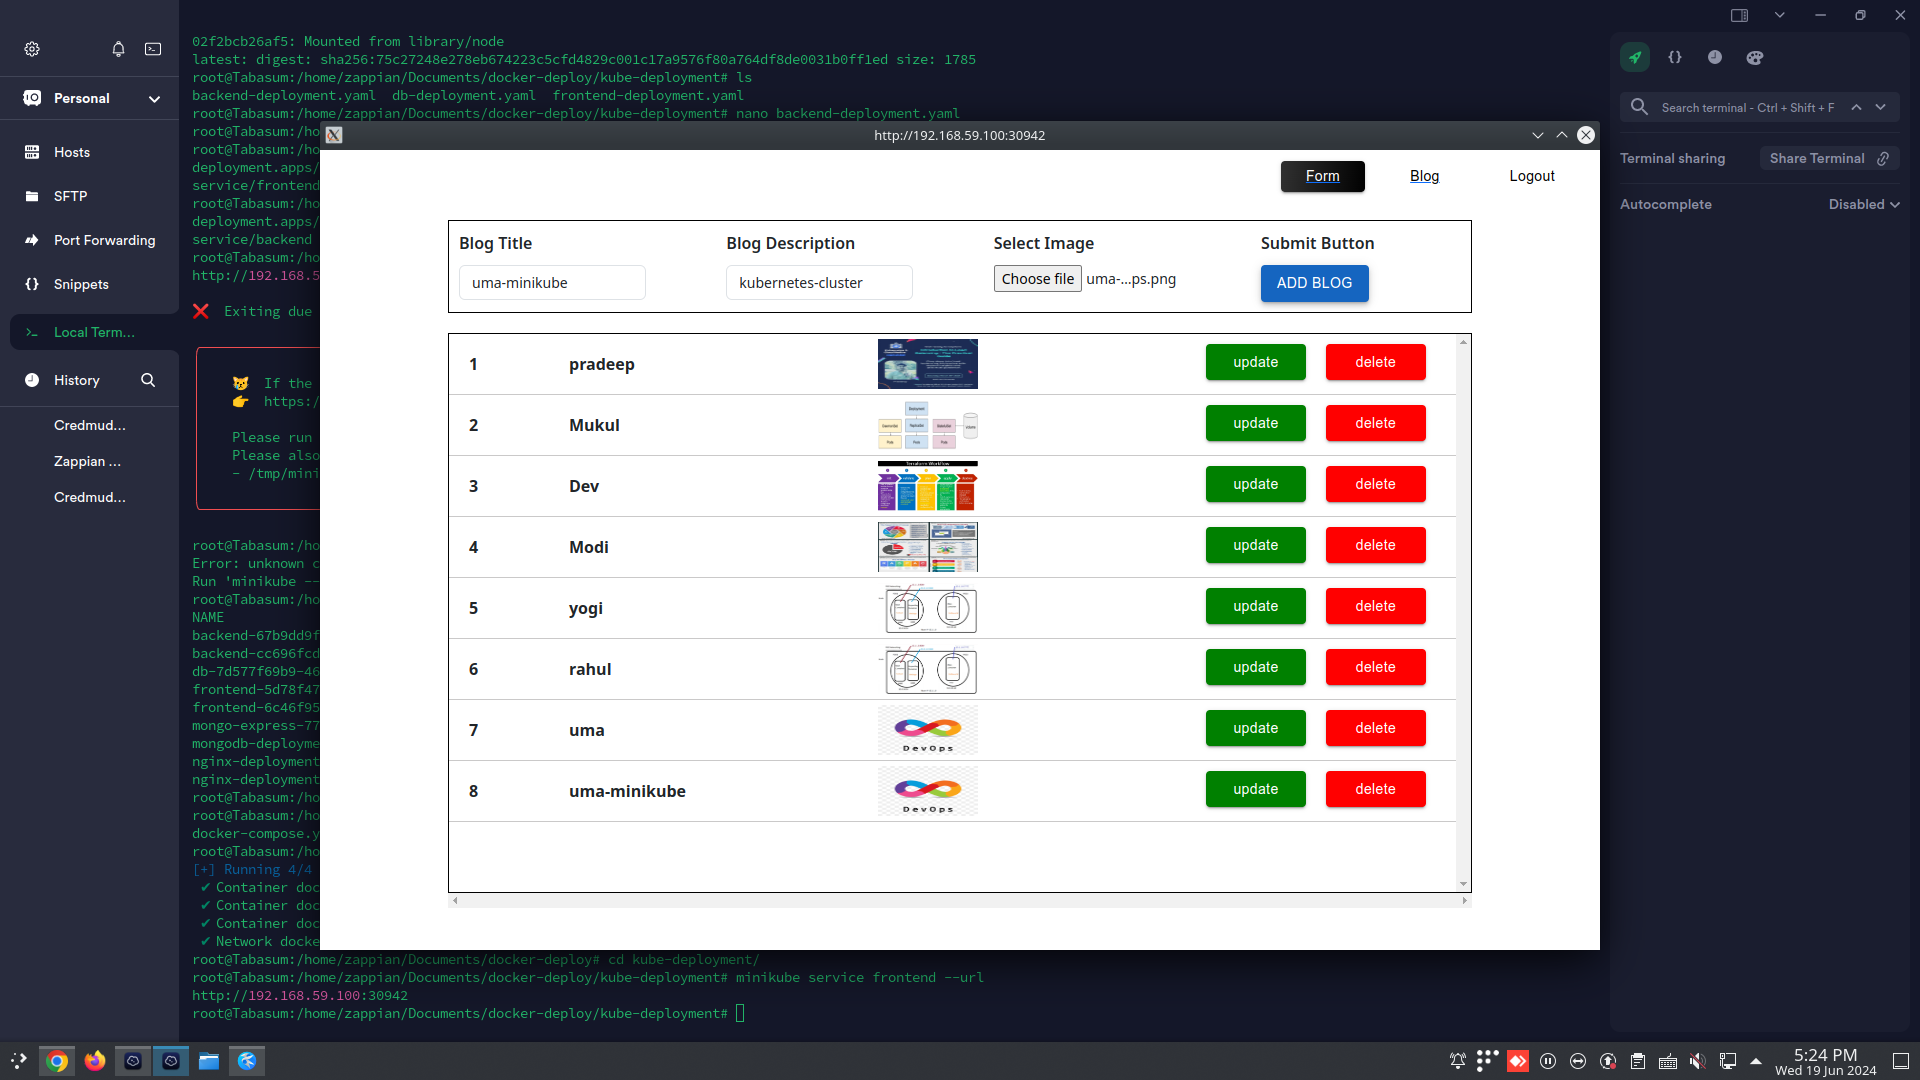 02f2bcb26af5: Mounted from library/node
latest: digest: sha256:75c27248e278eb674223c5cfd4829c001c17a9576f80a764df8de0031b0ff1ed size: 1785
root@Tabasum:/home/zappian/Documents/docker-deploy/kube-deployment# ls
backend-deployment.yaml  db-deployment.yaml  frontend-deployment.yaml
root@Tabasum:/home/zappian/Documents/docker-deploy/kube-deployment# nano backend-deployment.yaml
root@Tabasum:/ho
root@Tabasum:/ho
deployment.apps/
service/frontend
root@Tabasum:/ho
deployment.apps/
service/backend
root@Tabasum:/ho
http://192.168.5
Exiting due
If the
https:/
Please run
Please also
- /tmp/mini
root@Tabasum:/ho
Error: unknown c
Run 'minikube --
root@Tabasum:/ho
NAME
backend-67b9dd9f
backend-cc696fcd
db-7d577f69b9-46
frontend-5d78f47
frontend-6c46f95
mongo-express-77
mongodb-deployme
nginx-deployment
nginx-deployment
root@Tabasum:/ho
root@Tabasum:/ho
docker-compose.y
root@Tabasum:/ho
[+] Running 4/4
✔ Container doc
✔ Container doc
✔ Container doc
✔ Network docke
root@Tabasum:/home/zappian/Documents/docker-deploy# cd kube-deployment/
root@Tabasum:/home/zappian/Documents/docker-deploy/kube-deployment# minikube service frontend --url
http://192.168.59.100:30942
root@Tabasum:/home/zappian/Documents/docker-deploy/kube-deployment#
Personal
Hosts
SFTP
Port Forwarding
Snippets
Local Term...
History
Credmud...
Zappian ...
Credmud...
http://192.168.59.100:30942
Form Blog Logout
Blog Title Blog Description Select Image Submit Button
uma-minikube kubernetes-cluster Choose file uma-...ps.png ADD BLOG
1 pradeep update delete
2 Mukul update delete
3 Dev update delete
4 Modi update delete
5 yogi update delete
6 rahul update delete
7 uma DevOps update delete
8 uma-minikube DevOps update delete
Search terminal - Ctrl + Shift + F
Terminal sharing Share Terminal
Autocomplete Disabled
5:24 PM
Wed 19 Jun 2024